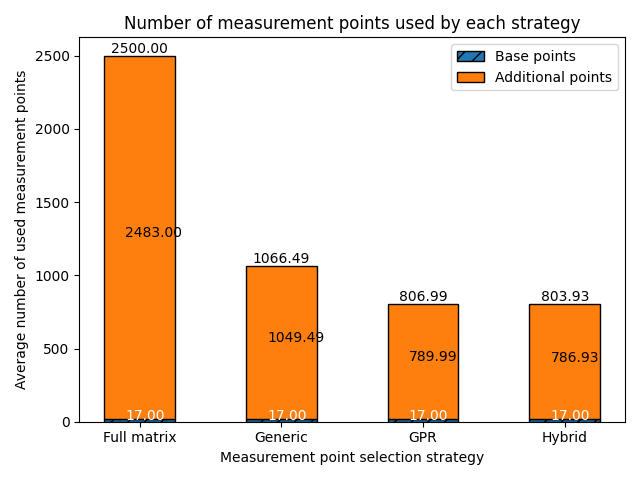 Number of measurement points used by each strategy
Average number of used measurement points
2500
2000
1500
1000
500
0
Base points
Additional points
2500.00
2483.00
17.00
1066.49
1049.49
17.00
806.99
789.99
17.00
803.93
786.93
17.00
Full matrix
Generic
GPR
Hybrid
Measurement point selection strategy